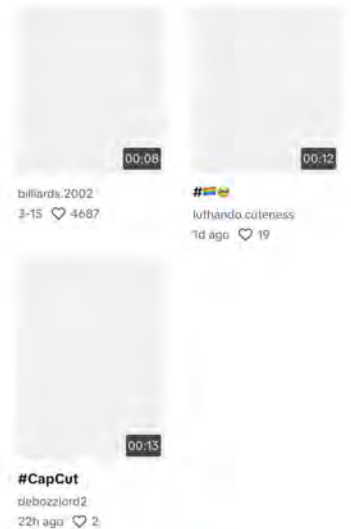 00:08
billiards.2002
3-15 ♡ 4687
00:12
#🏳️‍🌈🥹
luthando.cuteness
1d ago ♡ 19
00:13
#CapCut
debozzlord2
22h ago ♡ 2